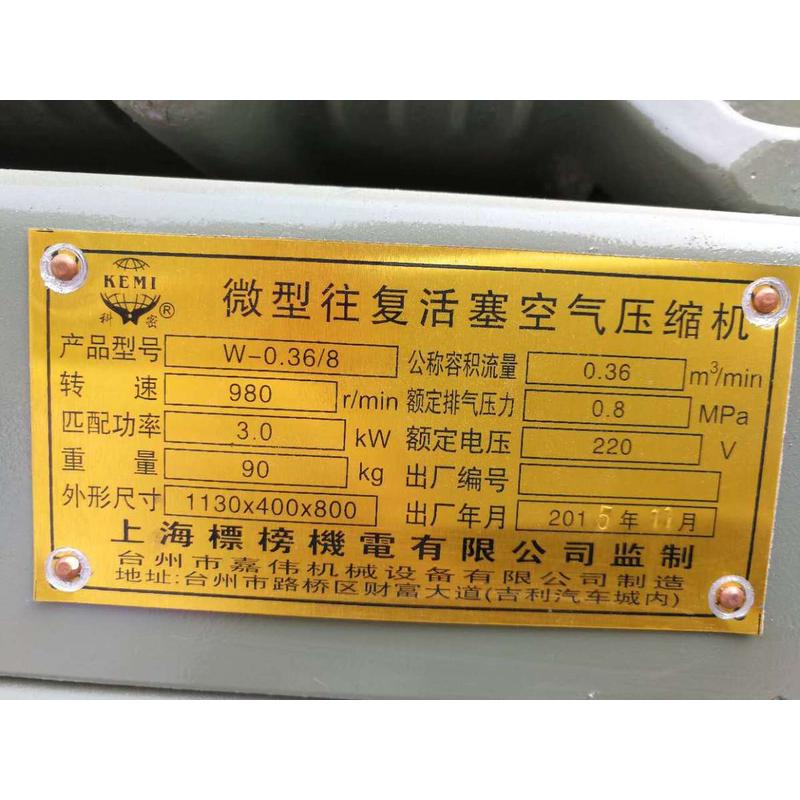 KEMI
科密®
微型往复活塞空气压缩机
产品型号 W-0.36/8 公称容积流量 0.36 m³/min
转速 980 r/min 额定排气压力 0.8 MPa
匹配功率 3.0 kW 额定电压 220 V
重量 90 kg 出厂编号
外形尺寸 1130x400x800 出厂年月 2015年11月
上海標榜機電有限公司监制
台州市嘉伟机械设备有限公司制造
地址:台州市路桥区财富大道(吉利汽车城内)